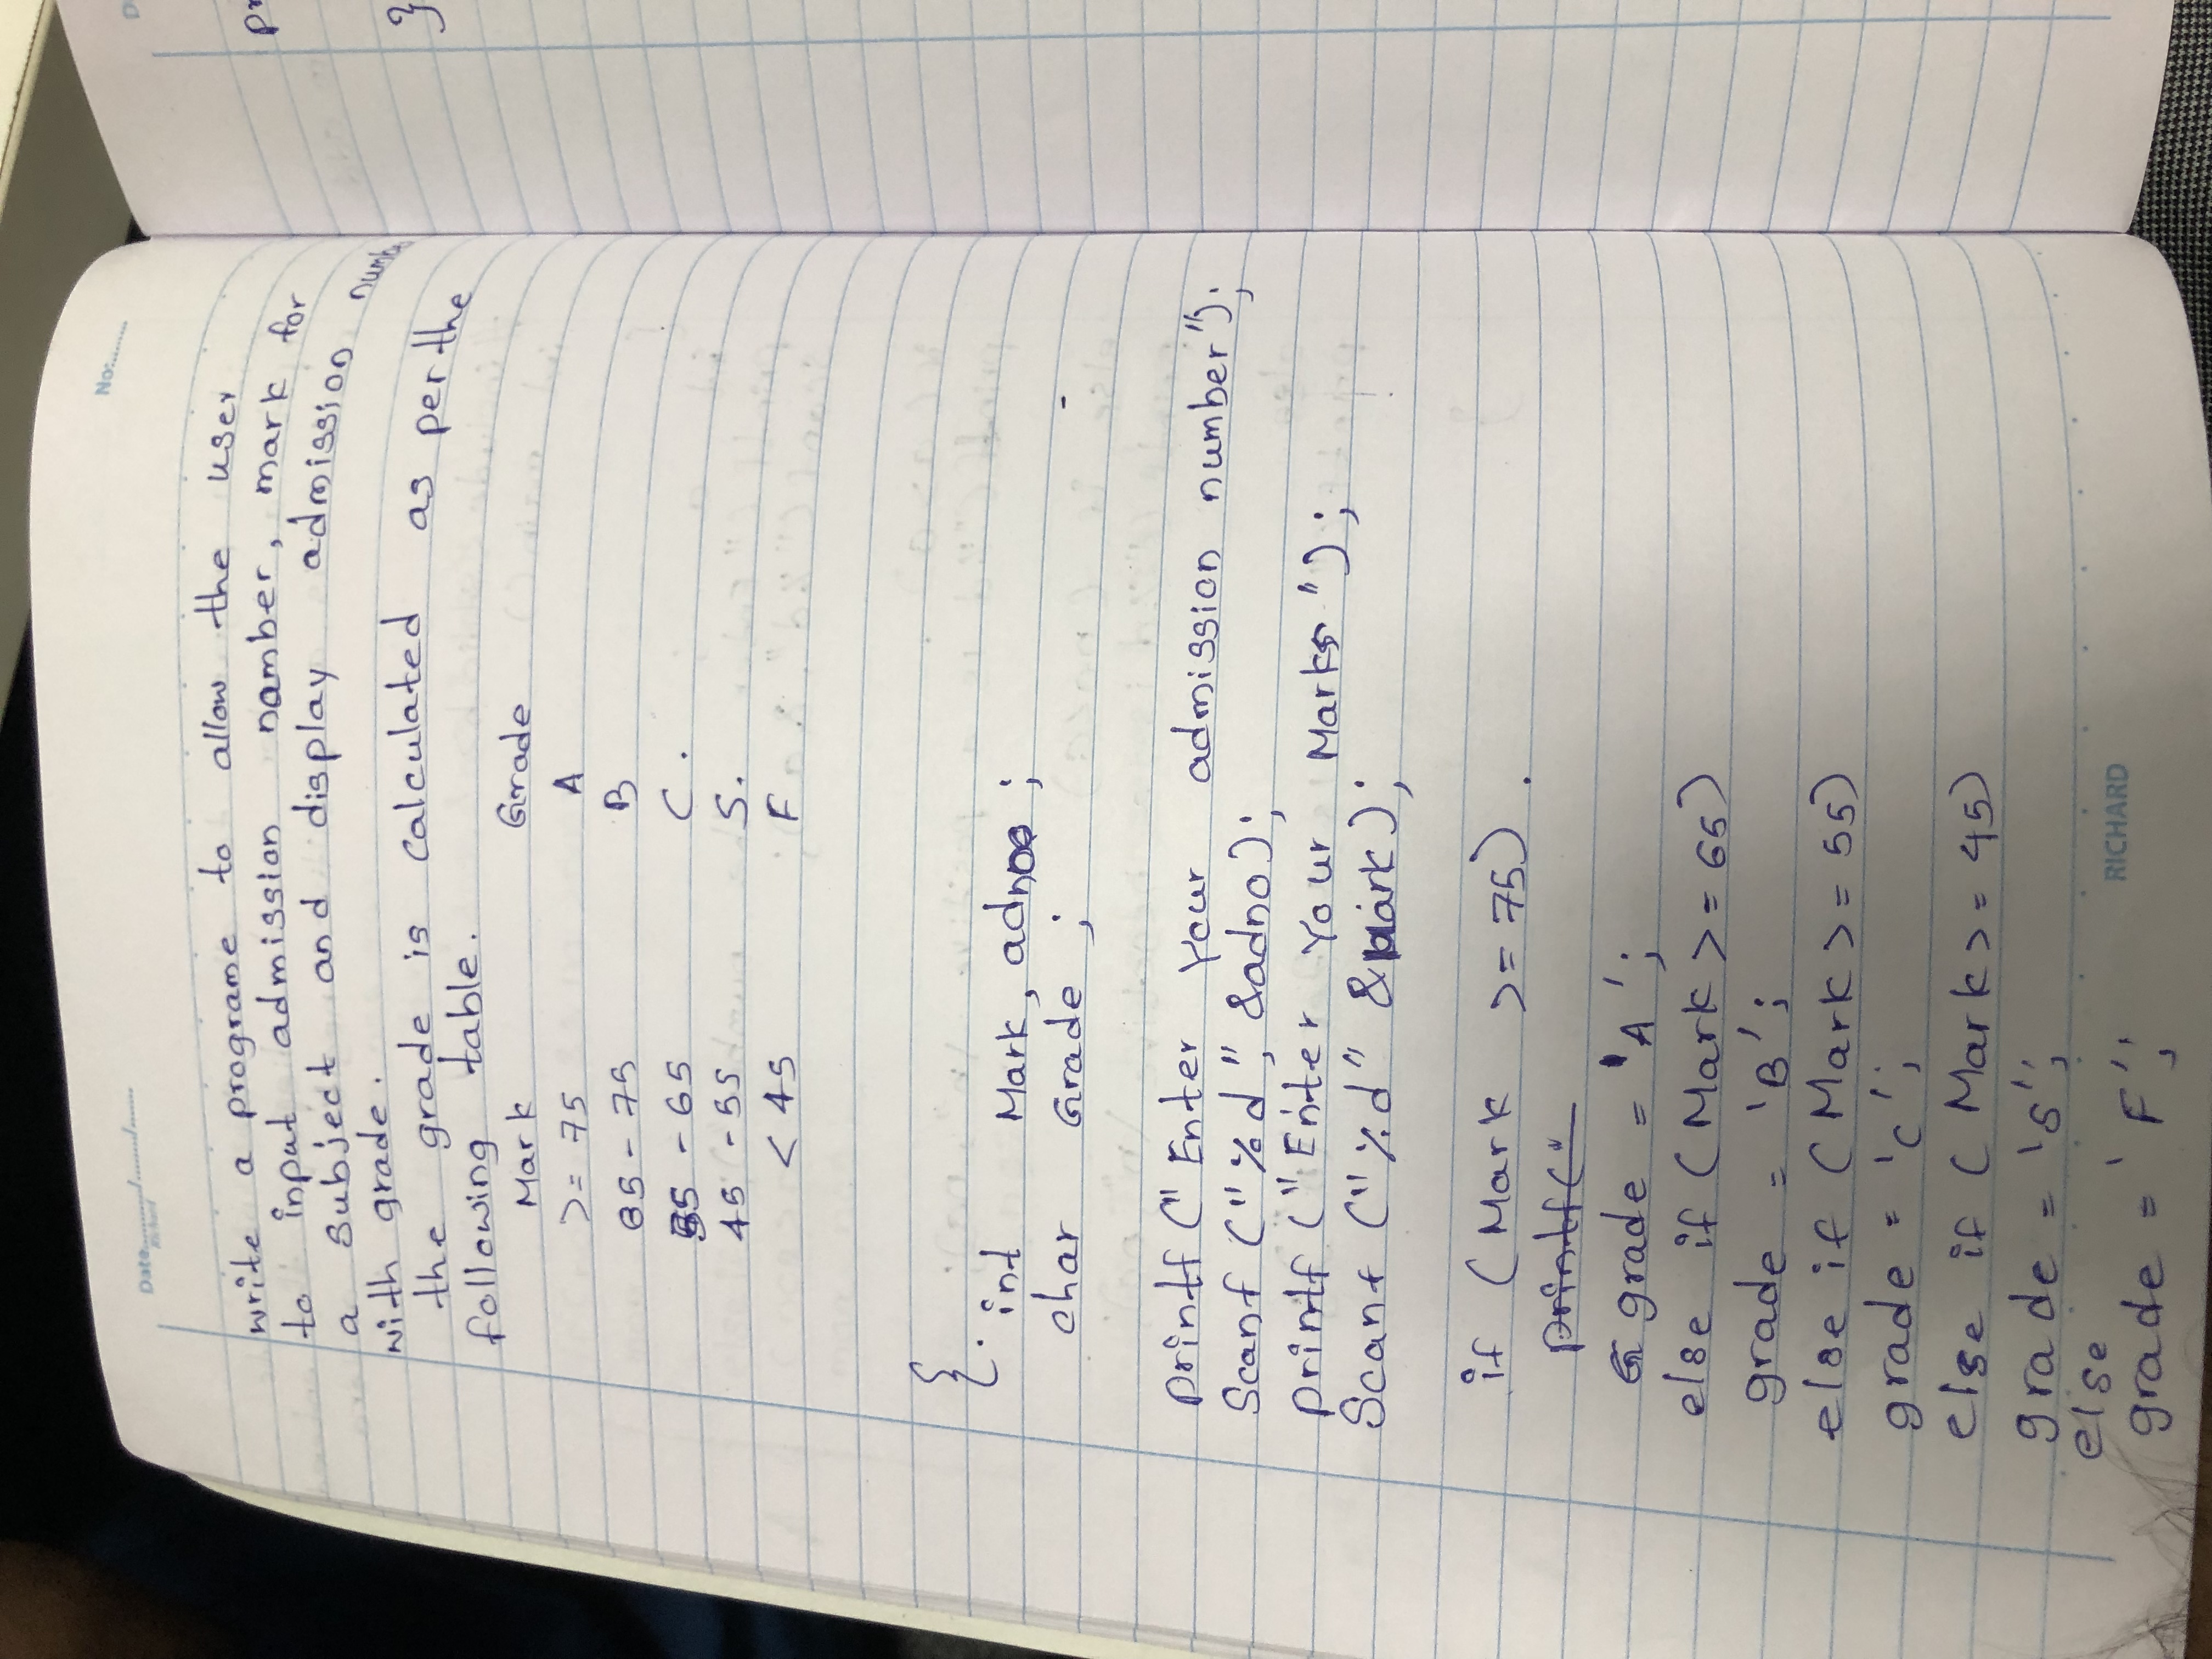 Date........../......../.......
Richard
No:........
write a programe to allow the user
to input admission namber, mark for
a subject and display admission numbe
with grade.
the grade is calculated as per the
following table.
Mark Grade
>= 75 A
65 - 75 B
55 - 65 C.
45 - 55 S.
< 45 F
{.
int Mark, adno ;
char Grade ;
printf (" Enter your admission number");
Scanf ("%d", &adno);
printf ("Enter Your Marks");
Scanf ("%d" &mark);
if (Mark >= 75).
printf("
G grade = 'A';
else if (Mark >= 65)
grade = 'B';
else if (Mark >= 55)
grade = 'C';
else if ( Mark >= 45)
grade = 'S';
else
grade = 'F';
RICHARD
pr
}